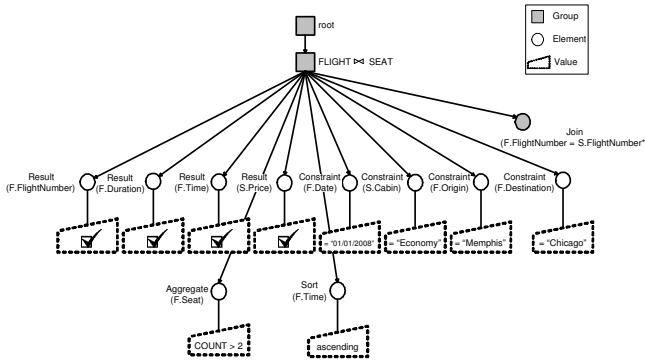 root
Group
Element
Value
FLIGHT ⋈ SEAT
Join
(F.FlightNumber = S.FlightNumber*
Result
(F.FlightNumber)
Result
(F.Duration)
Result
(F.Time)
Result
(S.Price)
Constraint
(F.Date)
Constraint
(S.Cabin)
Constraint
(F.Origin)
Constraint
(F.Destination)
= "01/01/2008"
= "Economy"
= "Memphis"
= "Chicago"
Aggregate
(F.Seat)
Sort
(F.Time)
COUNT > 2
ascending